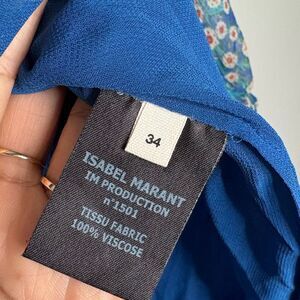 34
ISABEL MARANT
IM PRODUCTION
n°1501
TISSU FABRIC
100% VISCOSE